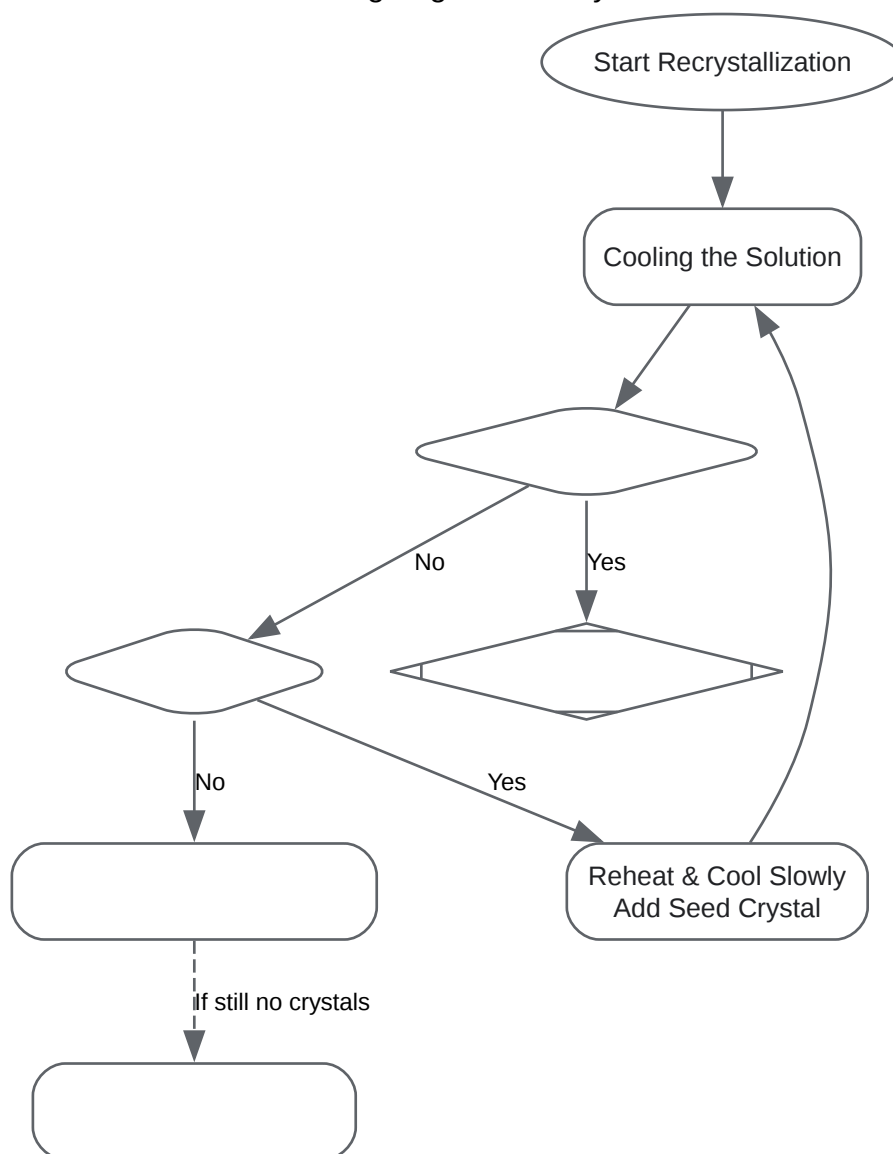 Start Recrystallization
Cooling the Solution
No
Yes
No
Yes
Reheat & Cool Slowly
Add Seed Crystal
If still no crystals